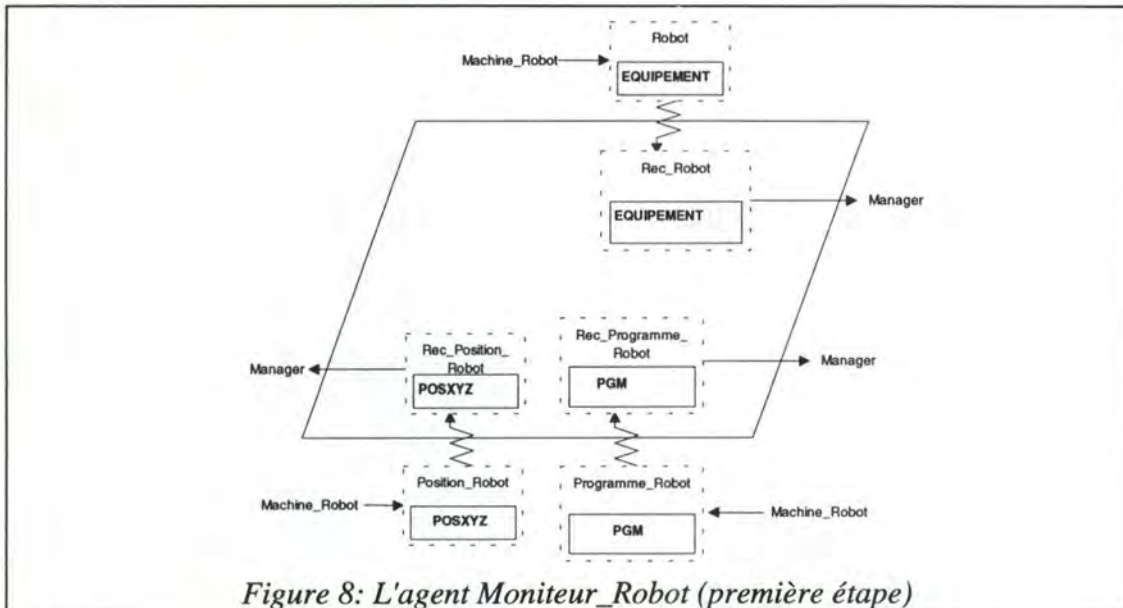 Robot
Machine_Robot
EQUIPEMENT
Rec_Robot
Manager
EQUIPEMENT
Rec_Position_
Robot
Rec_Programme_
Robot
Manager
Manager
POSXYZ
PGM
Position_Robot
Programme_Robot
Machine_Robot
Machine_Robot
POSXYZ
PGM
Figure 8: L'agent Moniteur_Robot (première étape)